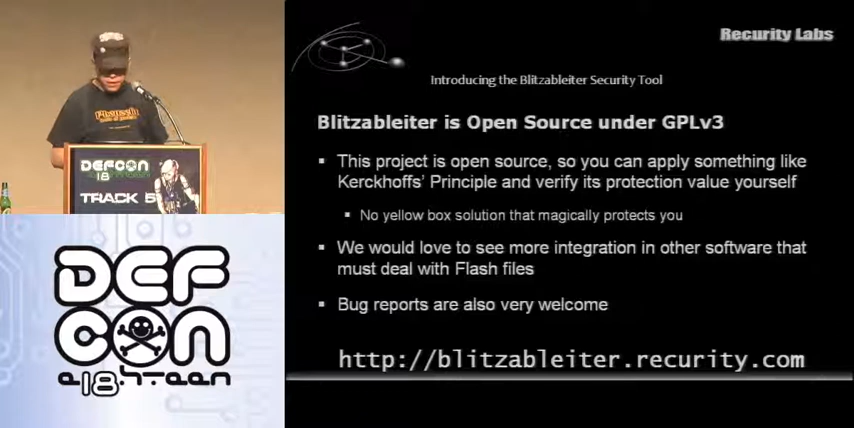 Recurity Labs
Introducing the Blitzableiter Security Tool
Blitzableiter is Open Source under GPLv3
This project is open source, so you can apply something like
Kerckhoffs' Principle and verify its protection value yourself
No yellow box solution that magically protects you
We would love to see more integration in other software that
must deal with Flash files
Bug reports are also very welcome
http://blitzableiter.recurity.com
DEFCON
18
TRACK 5
DEF
CON